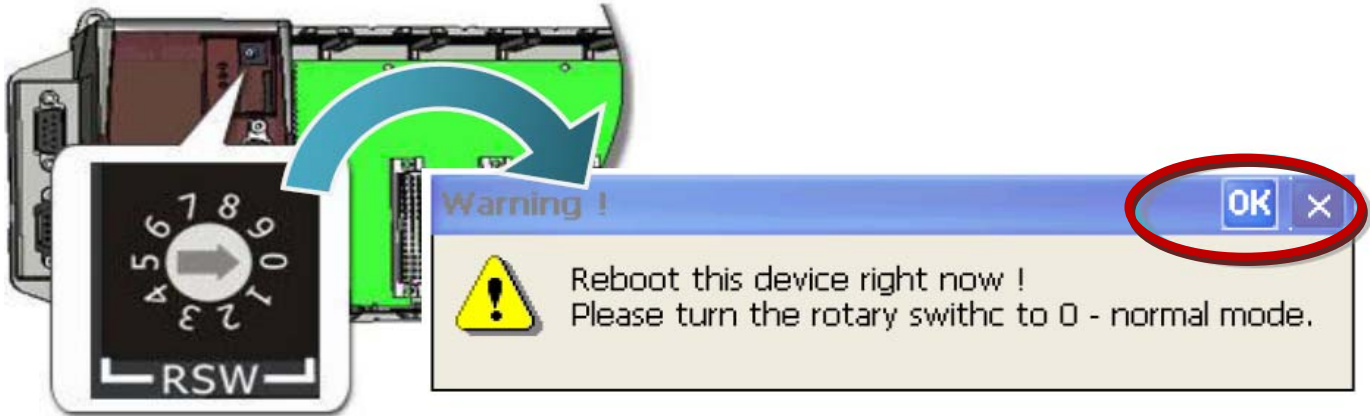 7 8 9
6
5 0
4 1
3 2
RSW
Warning ! OK ×
Reboot this device right now !
Please turn the rotary swithc to 0 - normal mode.